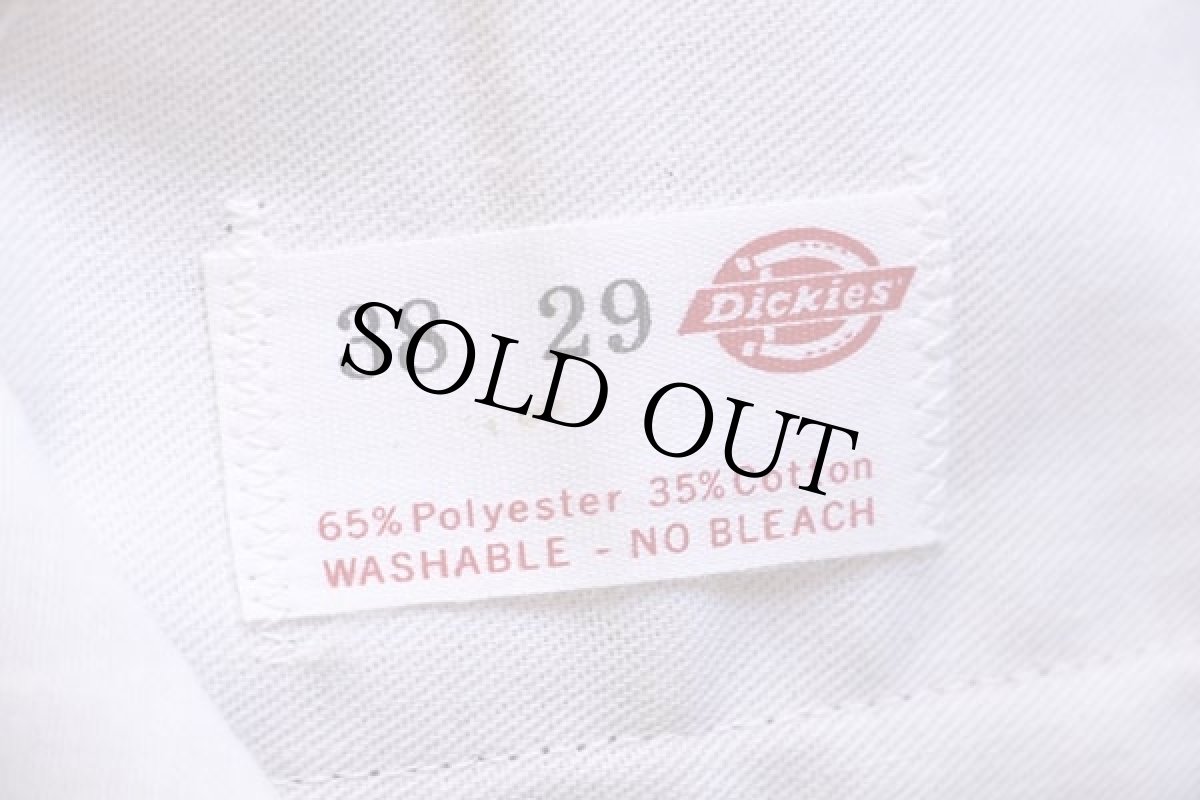 38 29
Dickies
SOLD OUT
65% Polyester 35% Cotton
WASHABLE - NO BLEACH